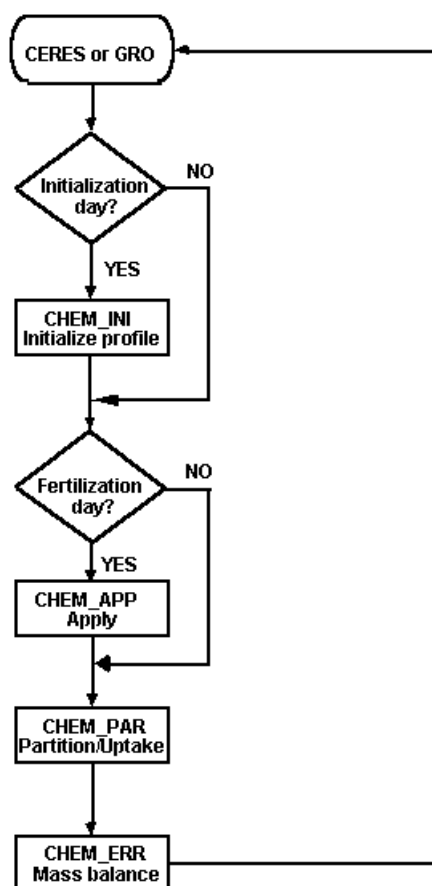 CERES or GRO
Initialization
day?
NO
YES
CHEM_INI
Initialize profile
Fertilization
day?
NO
YES
CHEM_APP
Apply
CHEM_PAR
Partition/Uptake
CHEM_ERR
Mass balance